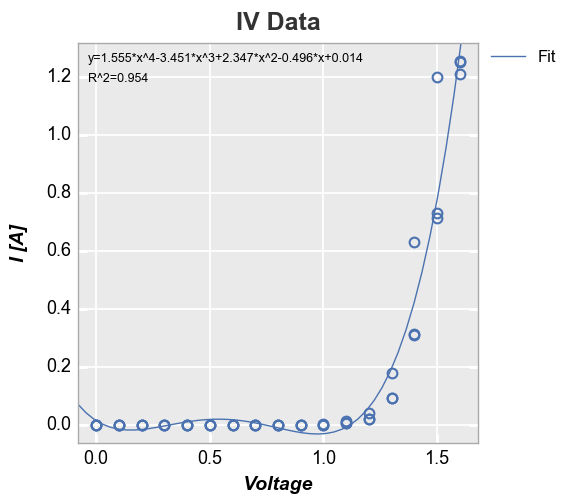 IV Data
y=1.555*x^4-3.451*x^3+2.347*x^2-0.496*x+0.014
R^2=0.954
Fit
1.2
1.0
0.8
0.6
0.4
0.2
0.0
I [A]
0.0 0.5 1.0 1.5
Voltage